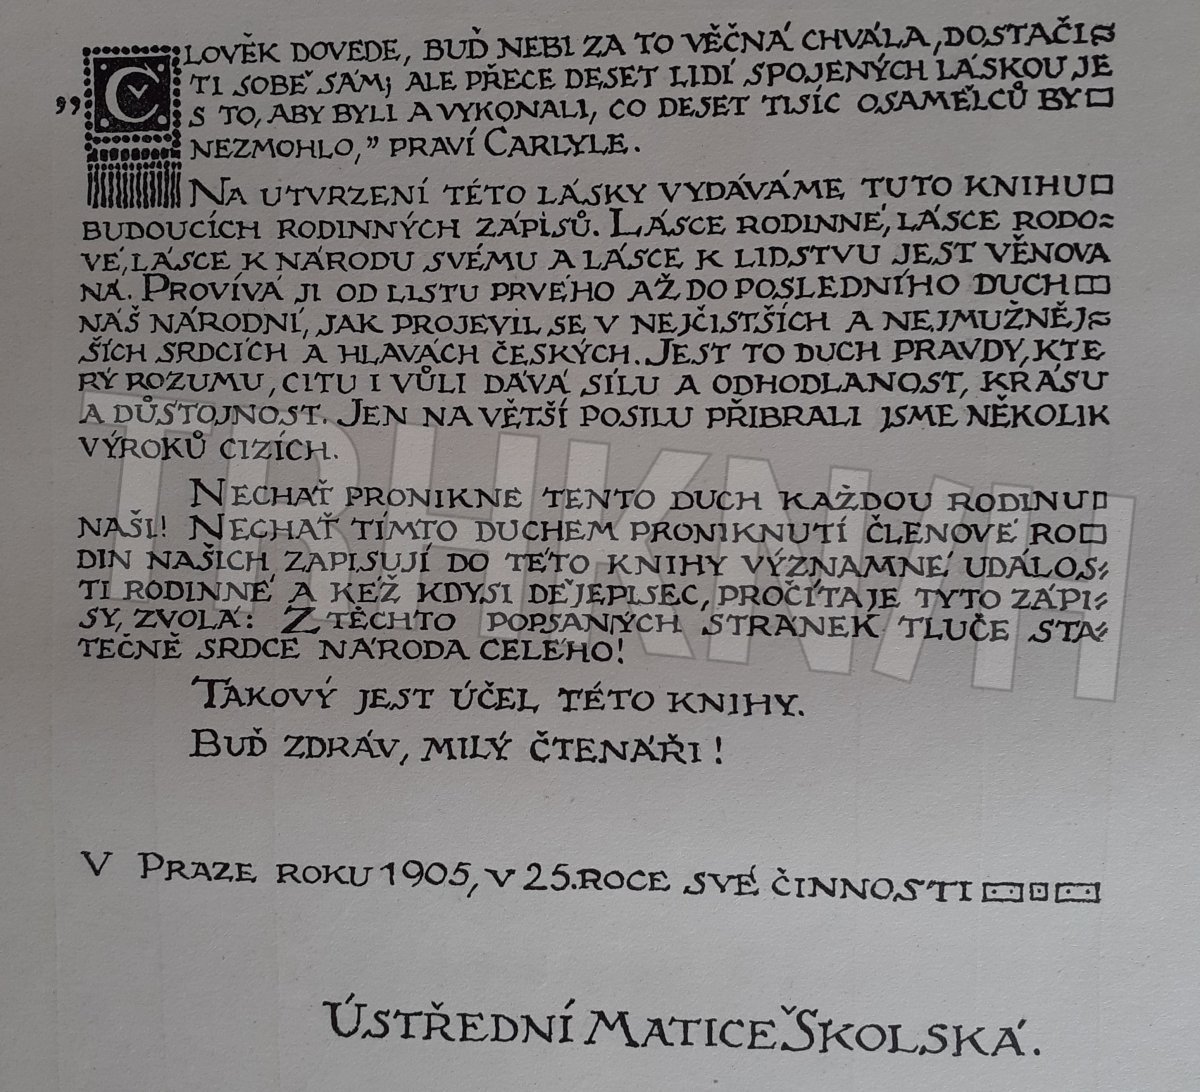 „ČLOVĚK DOVEDE, BUĎ NEBI ZA TO VĚČNÁ CHVÁLA, DOSTAČI=
TI SOBĚ SÁM; ALE PŘECE DESET LIDÍ SPOJENÝCH LÁSKOU JE
S TO, ABY BYLI A VYKONALI, CO DESET TISÍC OSAMĚLCŮ BY
NEZMOHLO,” PRAVÍ CARLYLE.
NA UTVRZENÍ TÉTO LÁSKY VYDÁVÁME TUTO KNIHU
BUDOUCÍCH RODINNÝCH ZÁPISŮ. LÁSCE RODINNÉ, LÁSCE RODO=
VÉ, LÁSCE K NÁRODU SVÉMU A LÁSCE K LIDSTVU JEST VĚNOVA
NÁ. PROVÍVÁ JI OD LISTU PRVÉHO AŽ DO POSLEDNÍHO DUCH
NÁŠ NÁRODNÍ, JAK PROJEVIL SE V NEJČISTŠÍCH A NEJMUŽNĚJ=
ŠÍCH SRDCÍCH A HLAVÁCH ČESKÝCH. JEST TO DUCH PRAVDY, KTE
RÝ ROZUMU, CITU I VŮLI DÁVÁ SÍLU A ODHODLANOST, KRÁSU
A DŮSTOJNOST. JEN NA VĚTŠÍ POSILU PŘIBRALI JSME NĚKOLIK
VÝROKŮ CIZÍCH.
NECHAŤ PRONIKNE TENTO DUCH KAŽDOU RODINU
NAŠI! NECHAŤ TÍMTO DUCHEM PRONIKNUTÍ ČLENOVÉ RO
DIN NAŠICH ZAPISUJÍ DO TÉTO KNIHY VÝZNAMNÉ UDÁLOS=
TI RODINNÉ A KÉŽ KDYSI DĚJEPISEC, PROČÍTAJE TYTO ZÁPI=
SY, ZVOLÁ: Z TĚCHTO POPSANÝCH STRÁNEK TLUČE STA=
TEČNĚ SRDCE NÁRODA CELÉHO!
TAKOVÝ JEST ÚČEL TÉTO KNIHY.
BUĎ ZDRÁV, MILÝ ČTENÁŘI!
V PRAZE ROKU 1905, V 25. ROCE SVÉ ČINNOSTI
ÚSTŘEDNÍ MATICE ŠKOLSKÁ.
TRHKNIH